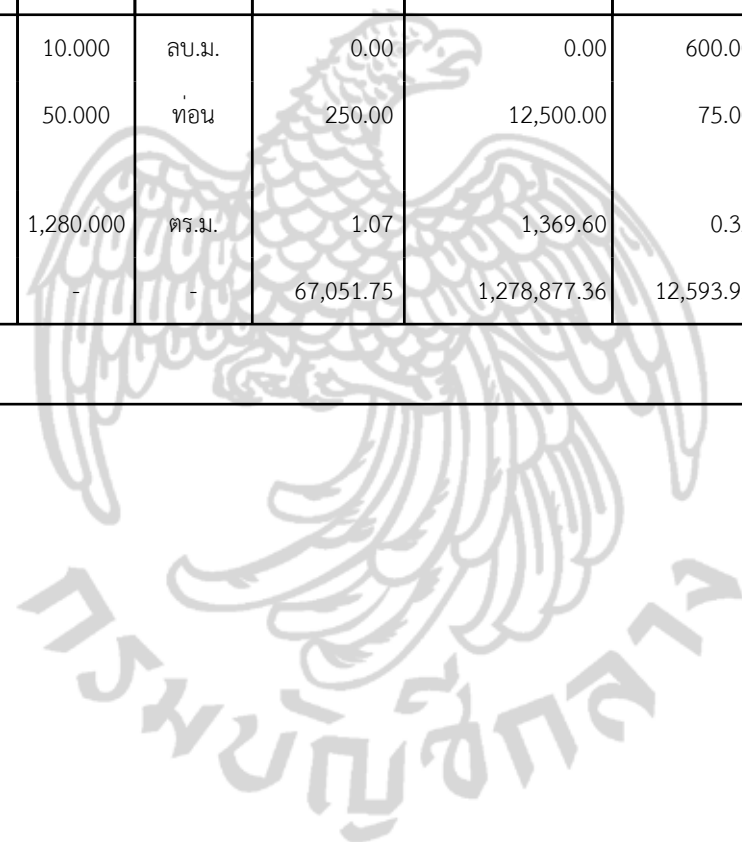 10.000 ลบ.ม. 0.00 0.00 600.0
50.000 ท่อน 250.00 12,500.00 75.0
1,280.000 ตร.ม. 1.07 1,369.60 0.3
- - 67,051.75 1,278,877.36 12,593.9
กรมบัญชีกลาง